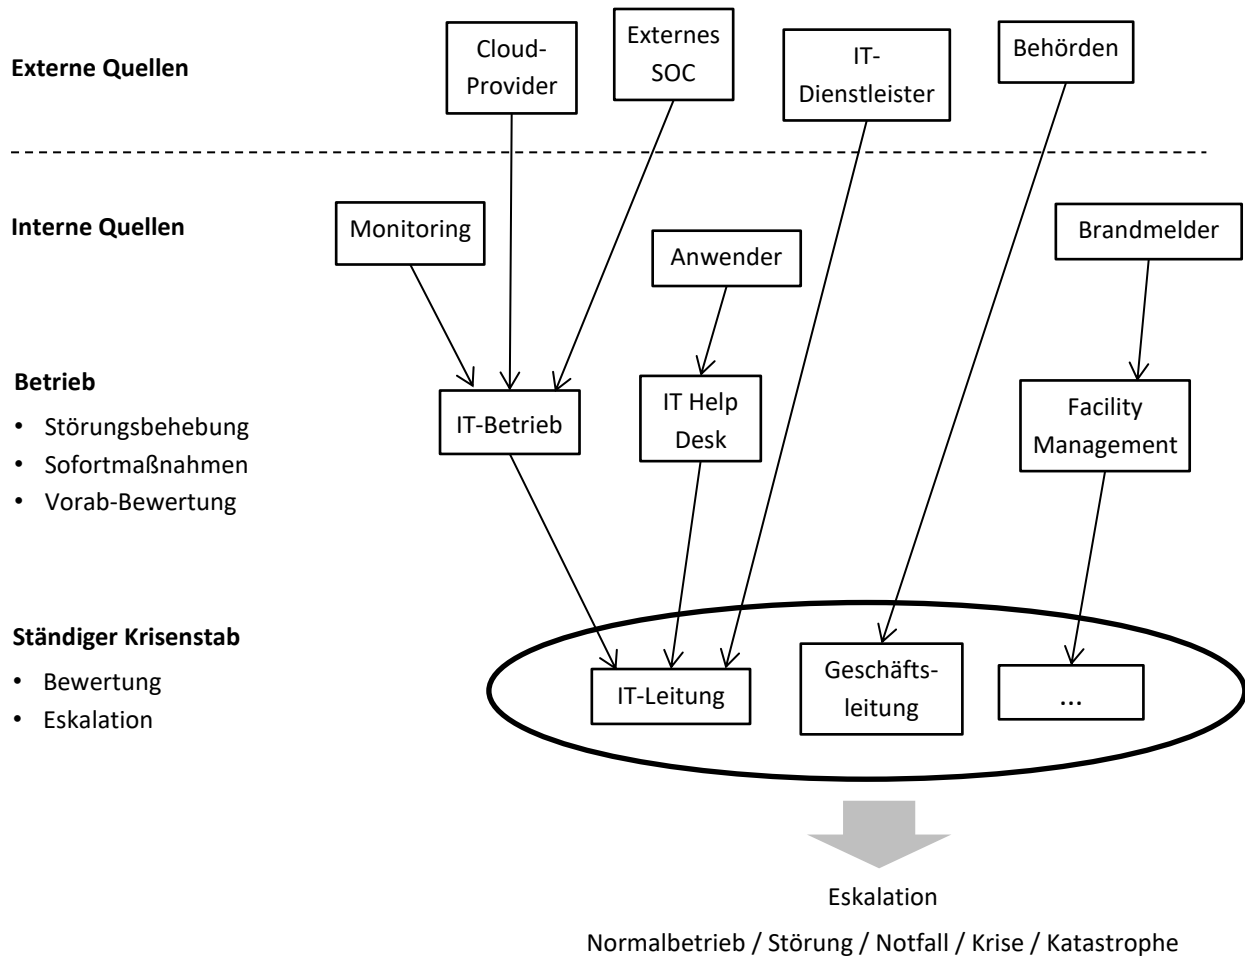 Externe Quellen
Cloud-
Provider
Externes
SOC
IT-
Dienstleister
Behörden
Interne Quellen
Monitoring
Anwender
Brandmelder
Betrieb
• Störungsbehebung
• Sofortmaßnahmen
• Vorab-Bewertung
IT-Betrieb
IT Help
Desk
Facility
Management
Ständiger Krisenstab
• Bewertung
• Eskalation
IT-Leitung
Geschäfts-
leitung
...
Eskalation
Normalbetrieb / Störung / Notfall / Krise / Katastrophe